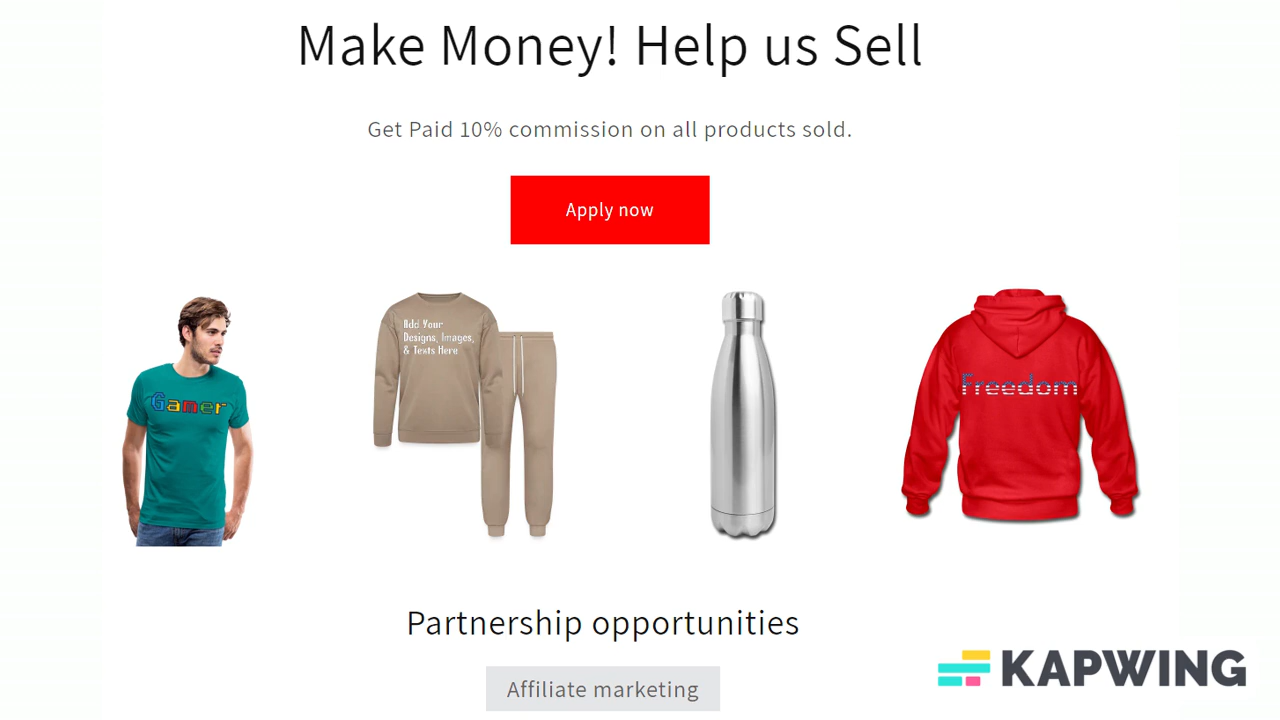 Make Money! Help us Sell
Get Paid 10% commission on all products sold.
Apply now
Gamer
Add Your
Designs, Images,
& Texts Here
Freedom
Partnership opportunities
Affiliate marketing
KAPWING